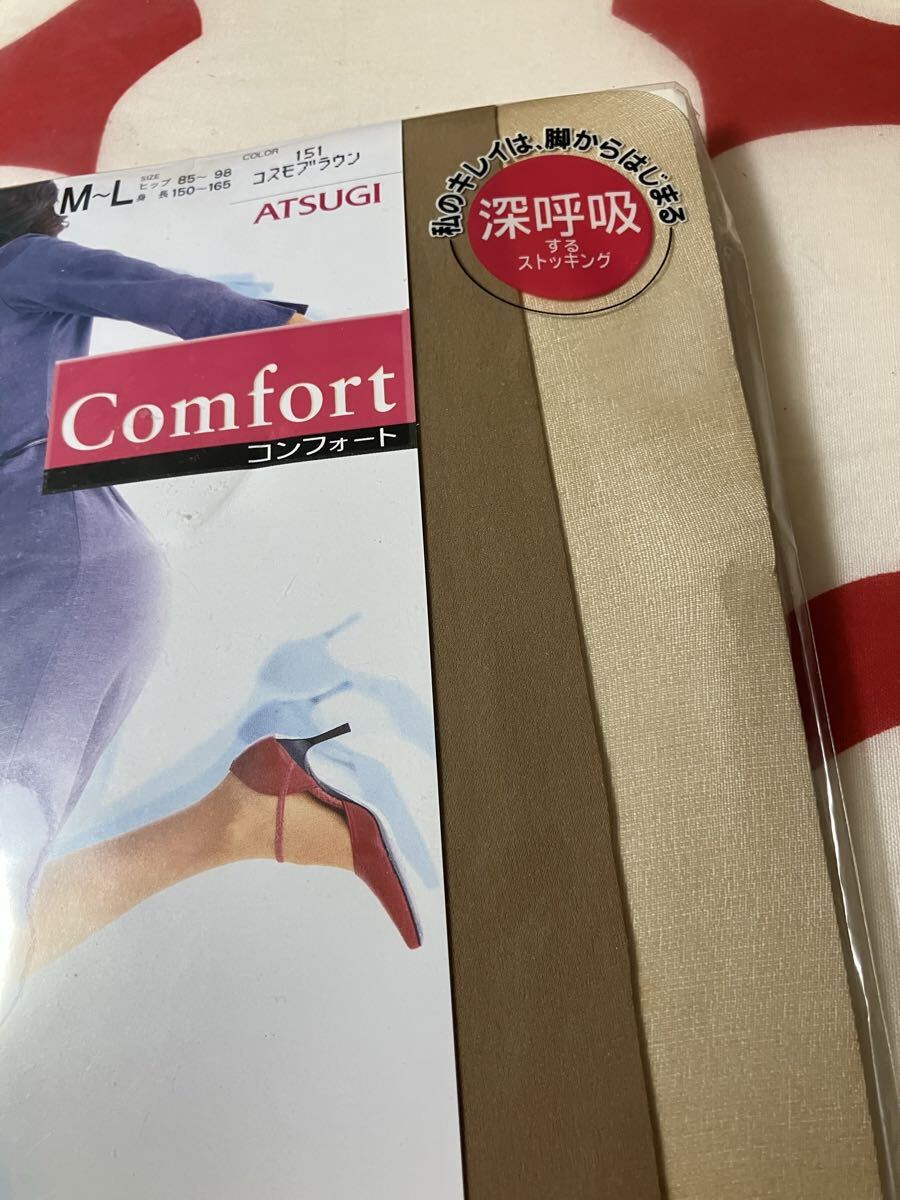 M~L
SIZE
ヒップ 85~ 98
身 長 150~165
COLOR 151
コスモブラウン
ATSUGI
私のキレイは、脚からはじまる
深呼吸
する
ストッキング
Comfort
コンフォート